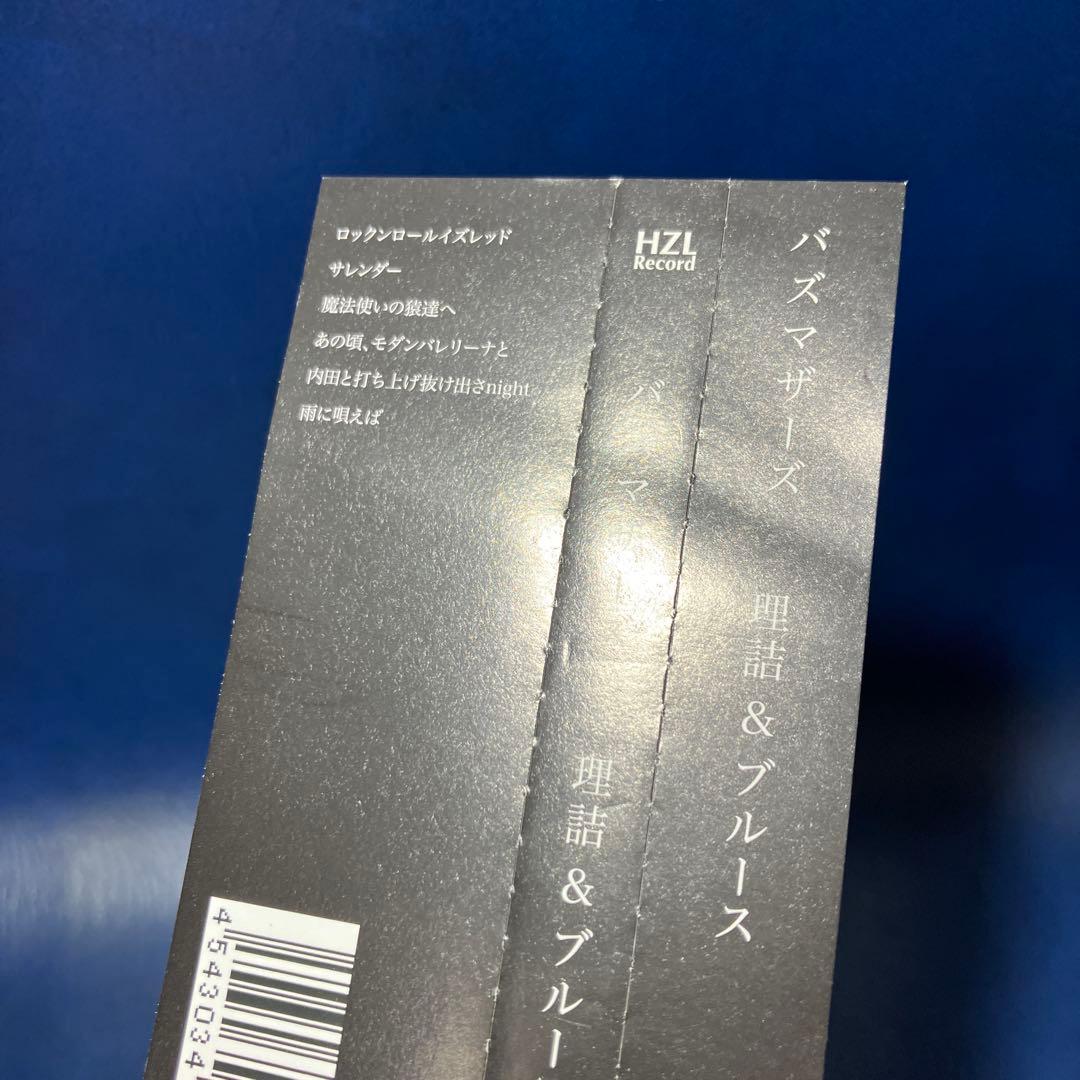 ロックンロールイズレッド
サレンダー
魔法使いの猿達へ
あの頃、モダンバレリーナと
内田と打ち上げ抜け出さnight
雨に唄えば
HZL
Record
バ マ
理詰&ブルー
バズマザーズ
理詰&ブルース
4543034